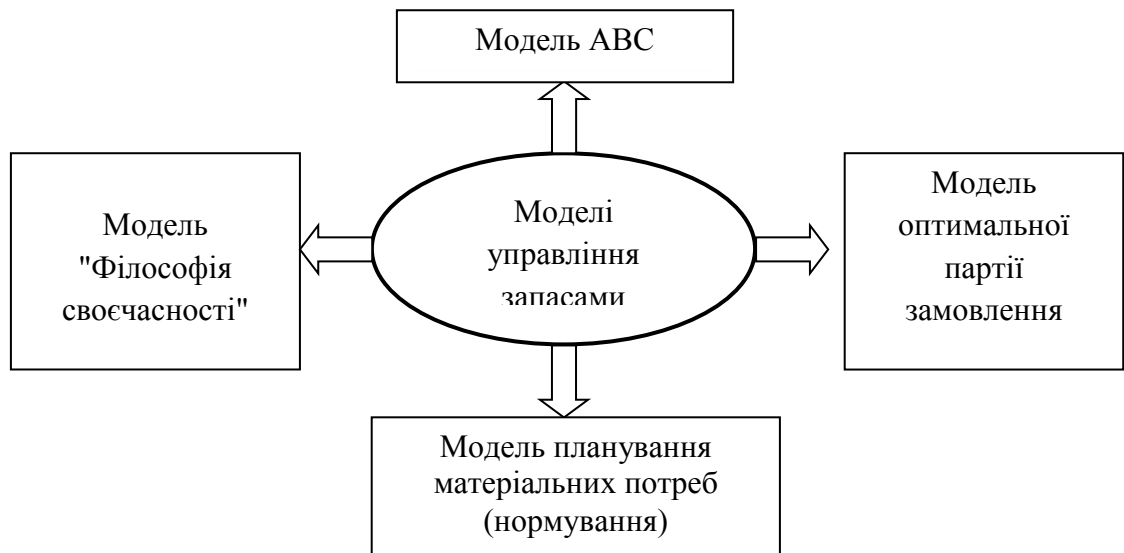 Модель АВС
Модель
"Філософія
своєчасності"
Моделі
управління
запасами
Модель
оптимальної
партії
замовлення
Модель планування
матеріальних потреб
(нормування)